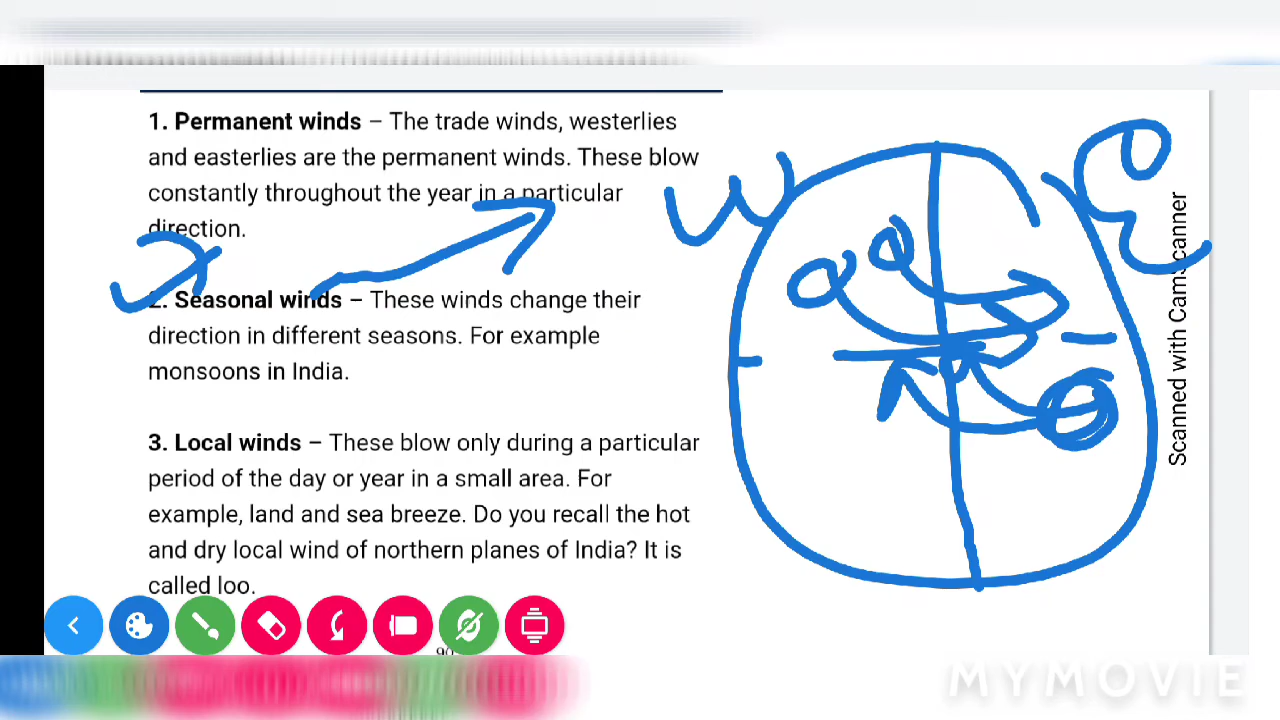 1. Permanent winds – The trade winds, westerlies
and easterlies are the permanent winds. These blow
constantly throughout the year in a particular
direction.
2. Seasonal winds – These winds change their
direction in different seasons. For example
monsoons in India.
3. Local winds – These blow only during a particular
period of the day or year in a small area. For
example, land and sea breeze. Do you recall the hot
and dry local wind of northern planes of India? It is
called loo.
W
E
Scanned with CamScanner
90
MYMOVIE